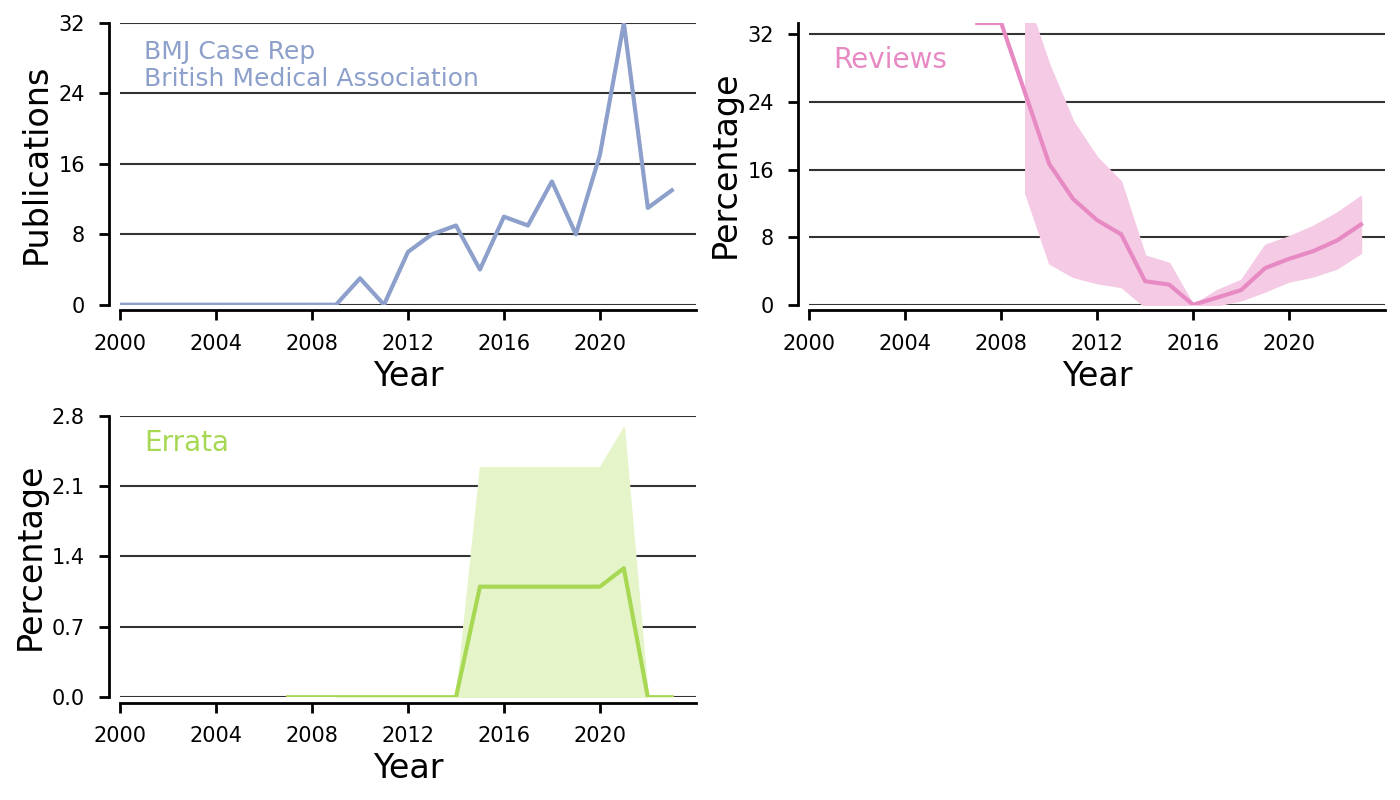 BMJ Case Rep
British Medical Association
Publications
32
24
16
8
0
2000 2004 2008 2012 2016 2020
Year
Reviews
Percentage
32
24
16
8
0
2000 2004 2008 2012 2016 2020
Year
Errata
Percentage
2.8
2.1
1.4
0.7
0.0
2000 2004 2008 2012 2016 2020
Year